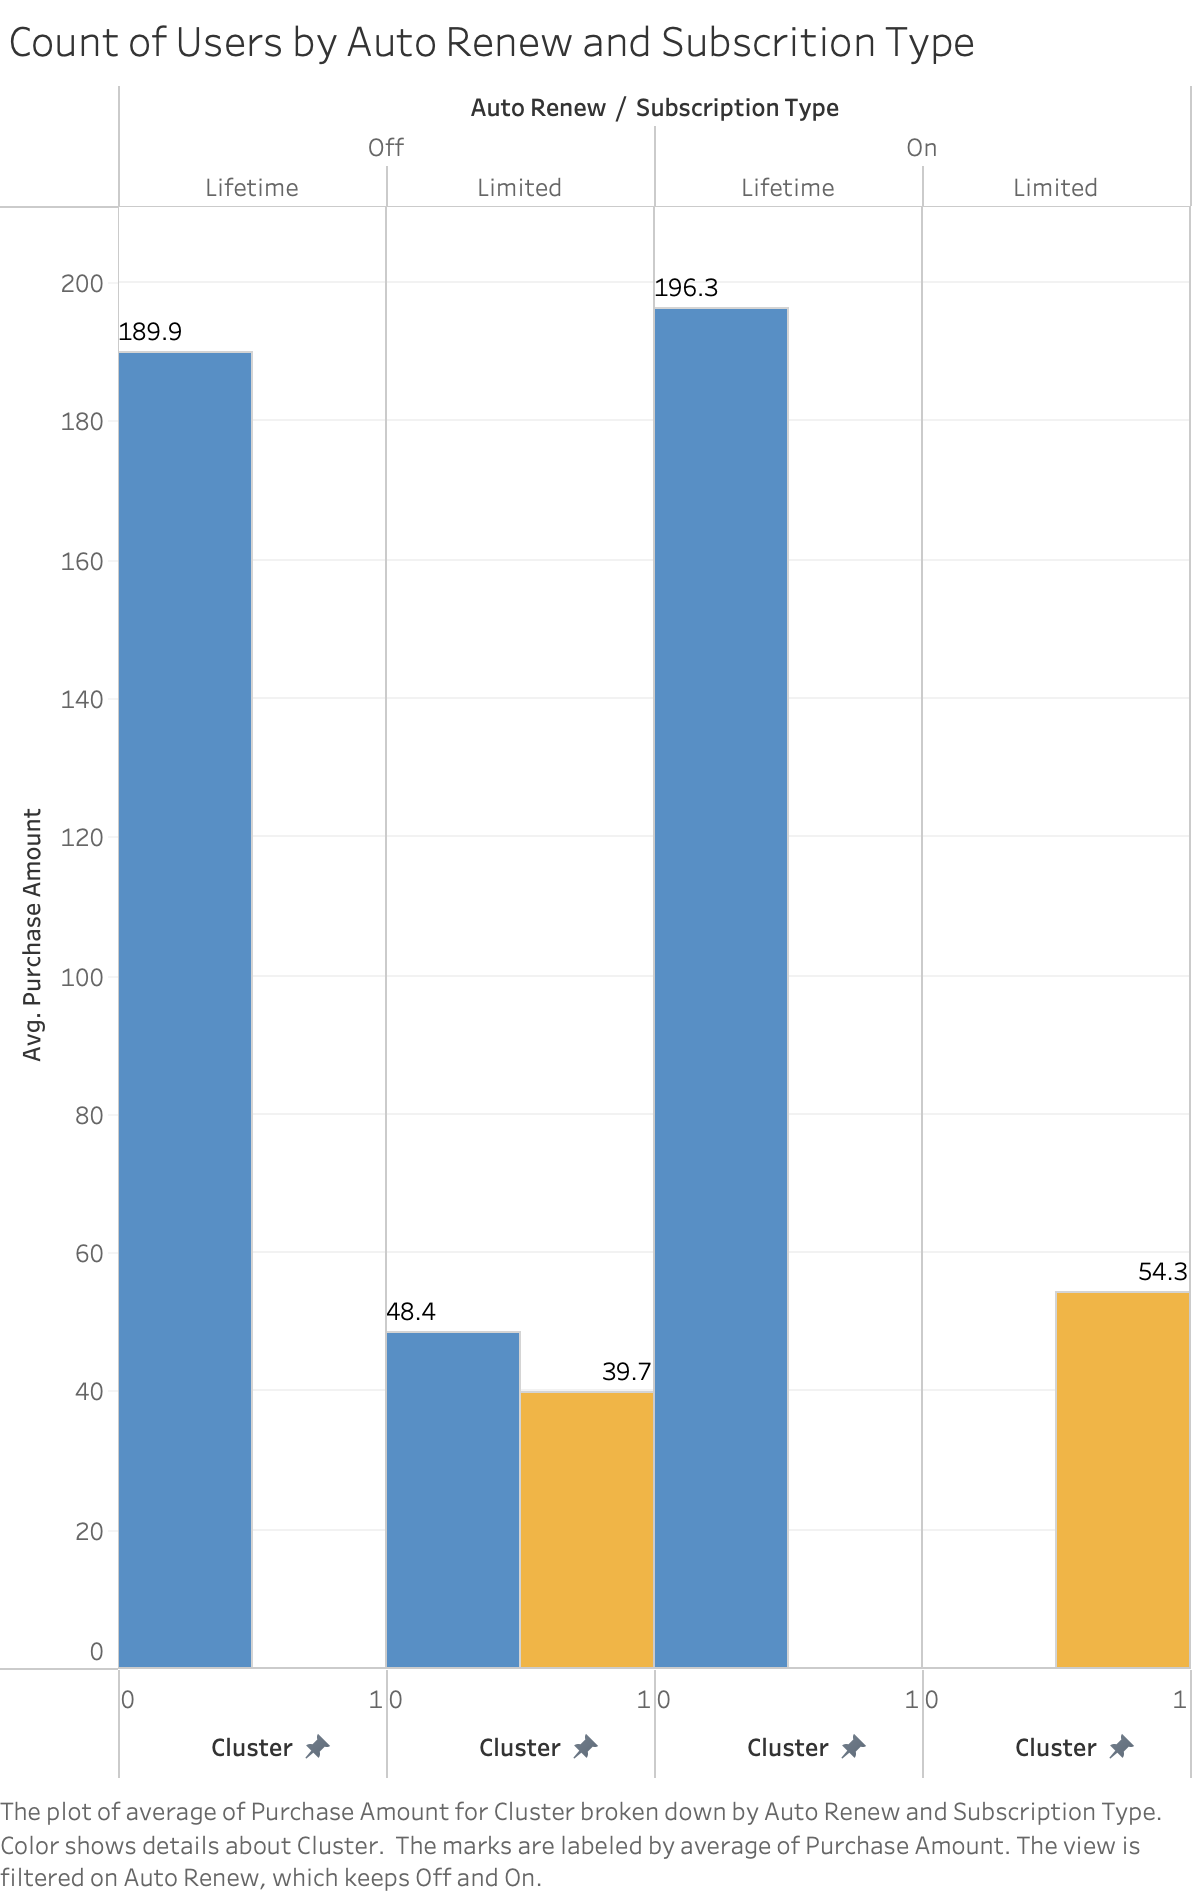 Count of Users by Auto Renew and Subscrition Type
Auto Renew / Subscription Type
Off On
Lifetime Limited Lifetime Limited
200
180
160
140
120
100
80
60
40
20
0
Avg. Purchase Amount
189.9
48.4
39.7
196.3
54.3
0 1 0 1 0 1 0 1
Cluster Cluster Cluster Cluster
The plot of average of Purchase Amount for Cluster broken down by Auto Renew and Subscription Type.
Color shows details about Cluster. The marks are labeled by average of Purchase Amount. The view is
filtered on Auto Renew, which keeps Off and On.